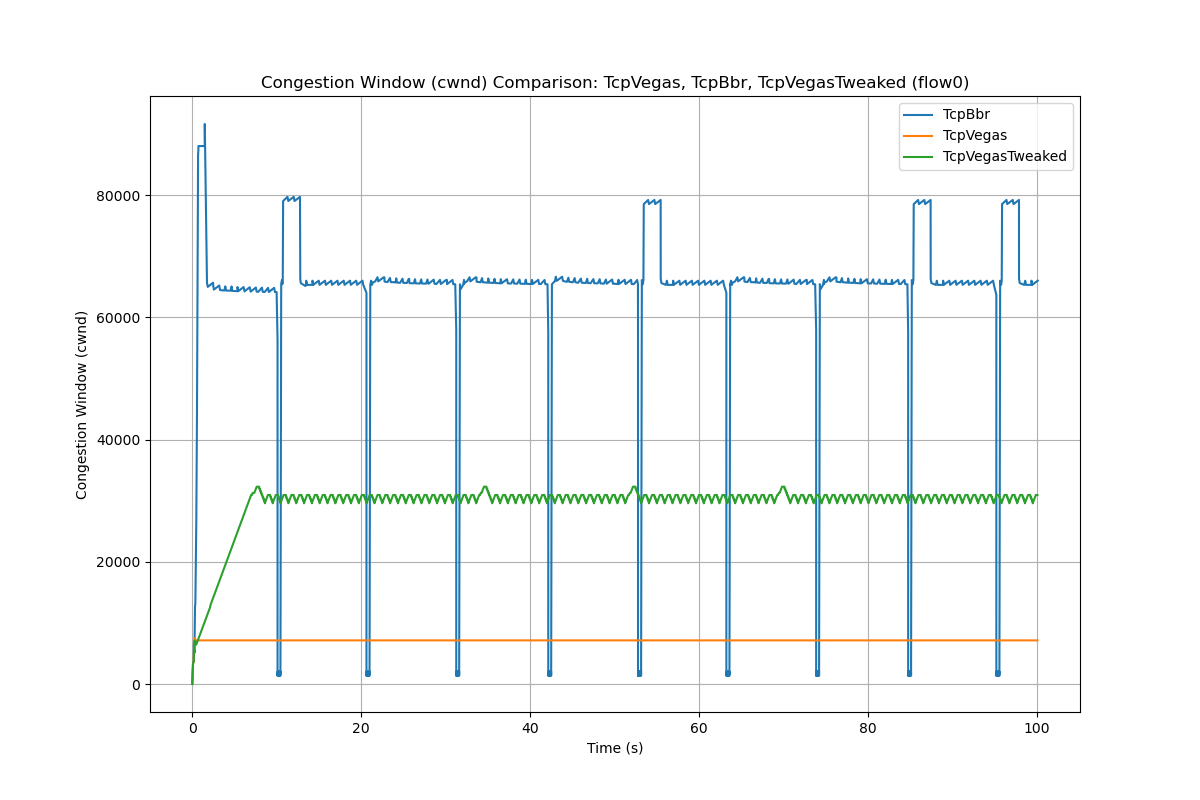 Congestion Window (cwnd) Comparison: TcpVegas, TcpBbr, TcpVegasTweaked (flow0)
TcpBbr
TcpVegas
TcpVegasTweaked
Congestion Window (cwnd)
80000
60000
40000
20000
0
0 20 40 60 80 100
Time (s)